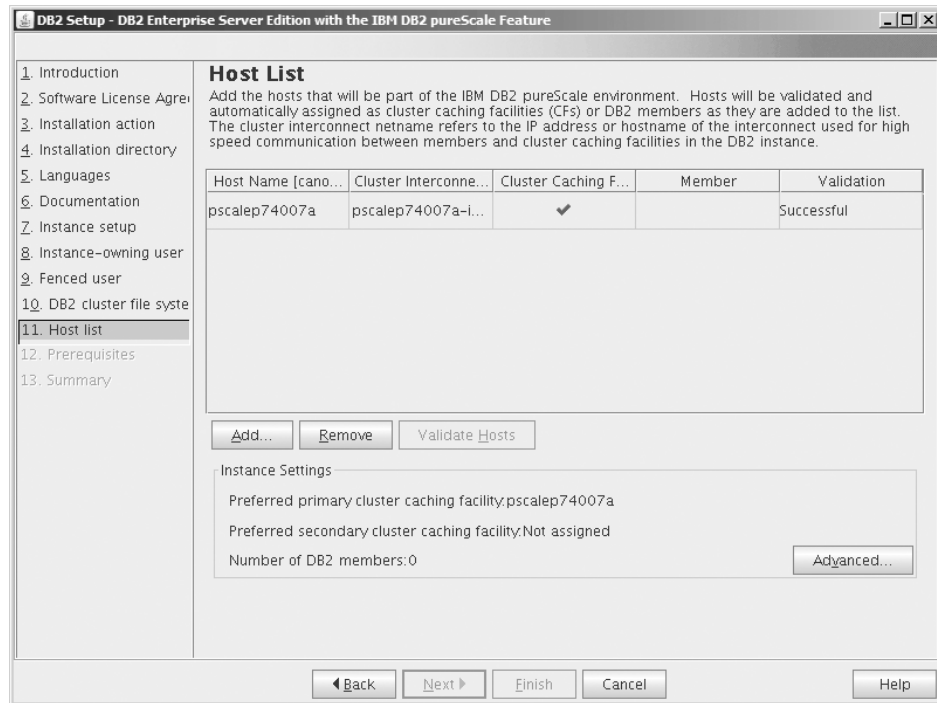 DB2 Setup - DB2 Enterprise Server Edition with the IBM DB2 pureScale Feature
1. Introduction
2. Software License Agre
3. Installation action
4. Installation directory
5. Languages
6. Documentation
7. Instance setup
8. Instance-owning user
9. Fenced user
10. DB2 cluster file syste
11. Host list
12. Prerequisites
13. Summary
Host List
Add the hosts that will be part of the IBM DB2 pureScale environment. Hosts will be validated and
automatically assigned as cluster caching facilities (CFs) or DB2 members as they are added to the list.
The cluster interconnect netname refers to the IP address or hostname of the interconnect used for high
speed communication between members and cluster caching facilities in the DB2 instance.
Host Name [cano... Cluster Interconne... Cluster Caching F... Member Validation
pscalep74007a pscalep74007a-i... Successful
Add... Remove Validate Hosts
Instance Settings
Preferred primary cluster caching facility:pscalep74007a
Preferred secondary cluster caching facility:Not assigned
Number of DB2 members:0
Advanced...
Back Next Finish Cancel Help